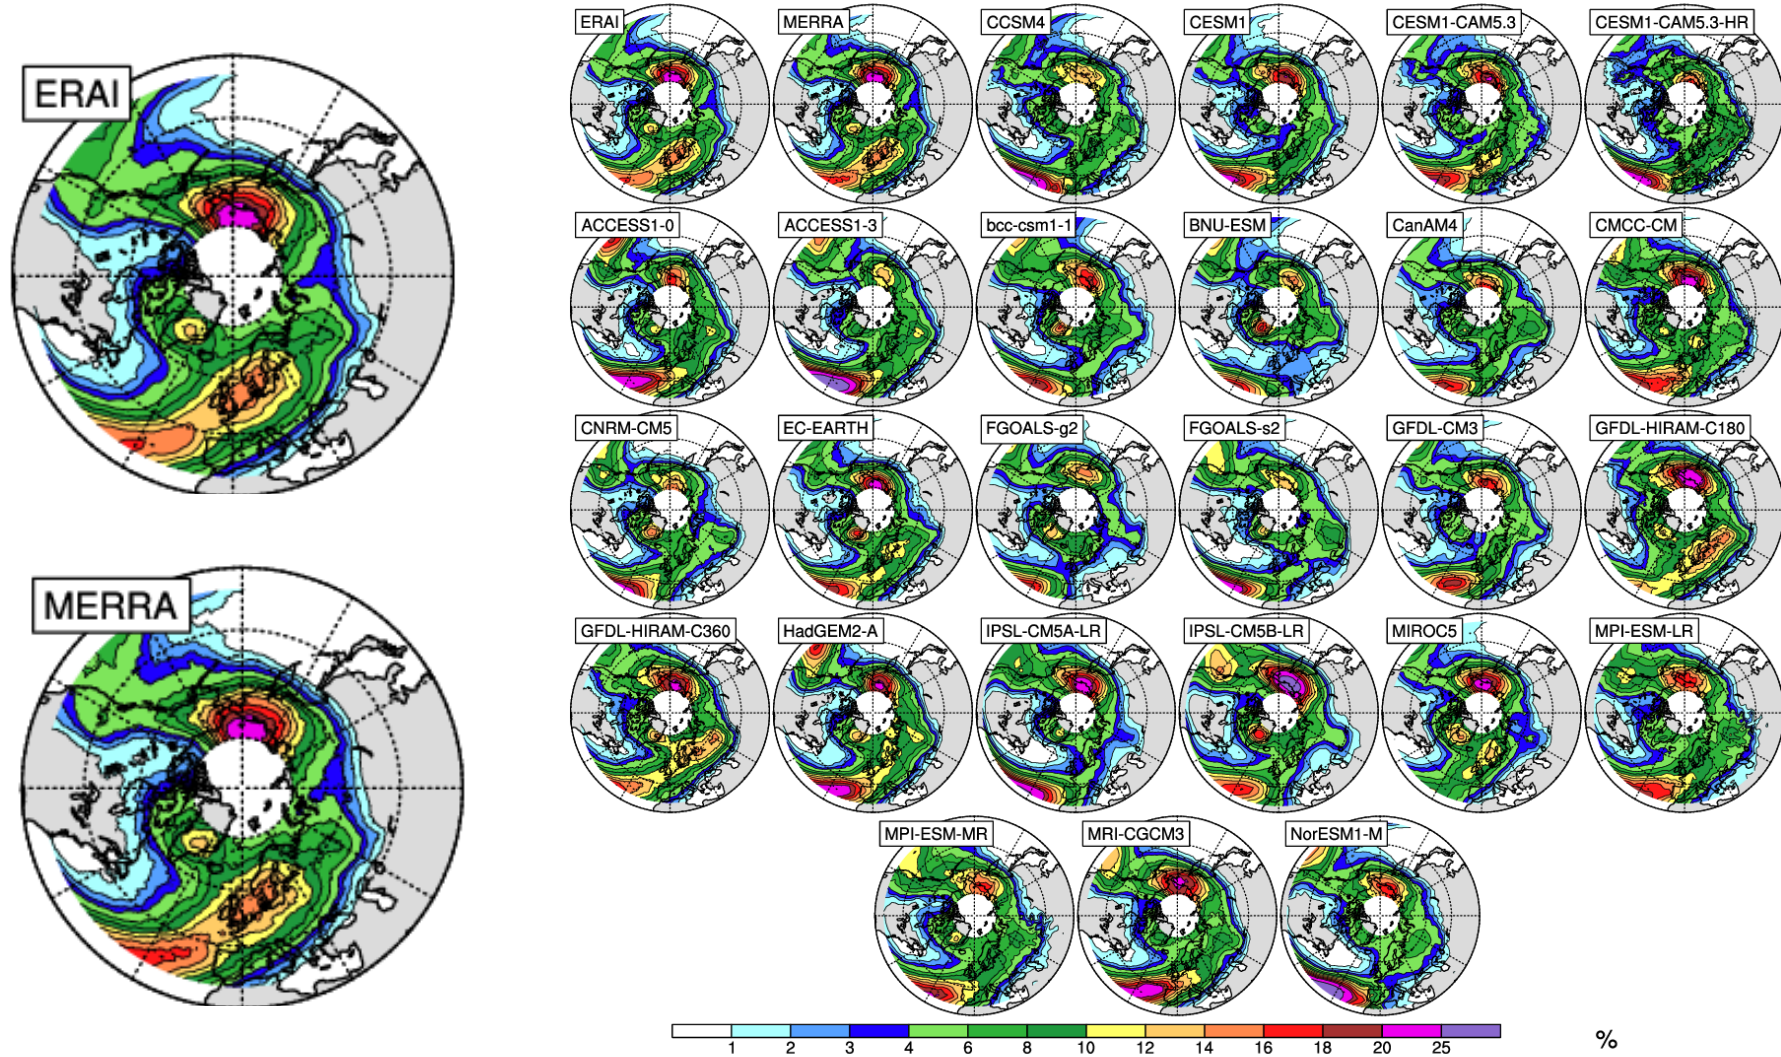 ERAI
MERRA
ERAI MERRA CCSM4 CESM1 CESM1-CAM5.3 CESM1-CAM5.3-HR
ACCESS1-0 ACCESS1-3 bcc-csm1-1 BNU-ESM CanAM4 CMCC-CM
CNRM-CM5 EC-EARTH FGOALS-g2 FGOALS-s2 GFDL-CM3 GFDL-HIRAM-C180
GFDL-HIRAM-C360 HadGEM2-A IPSL-CM5A-LR IPSL-CM5B-LR MIROC5 MPI-ESM-LR
MPI-ESM-MR MRI-CGCM3 NorESM1-M
1 2 3 4 6 8 10 12 14 16 18 20 25 %